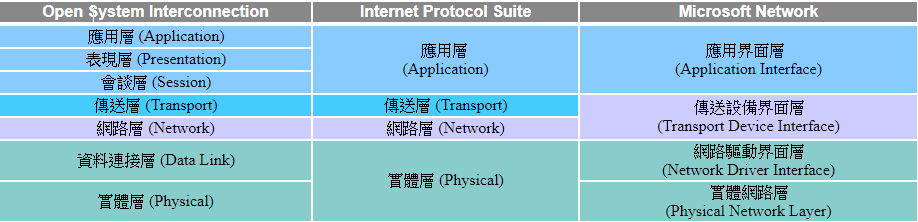 Open $ystem Interconnection
Internet Protocol Suite
Microsoft Network
應用層 (Application)
表現層 (Presentation)
會談層 (Session)
應用層
(Application)
應用界面層
(Application Interface)
傳送層 (Transport)
傳送層 (Transport)
網路層 (Network)
網路層 (Network)
傳送設備界面層
(Transport Device Interface)
資料連接層 (Data Link)
實體層 (Physical)
實體層 (Physical)
網路驅動界面層
(Network Driver Interface)
實體網路層
(Physical Network Layer)